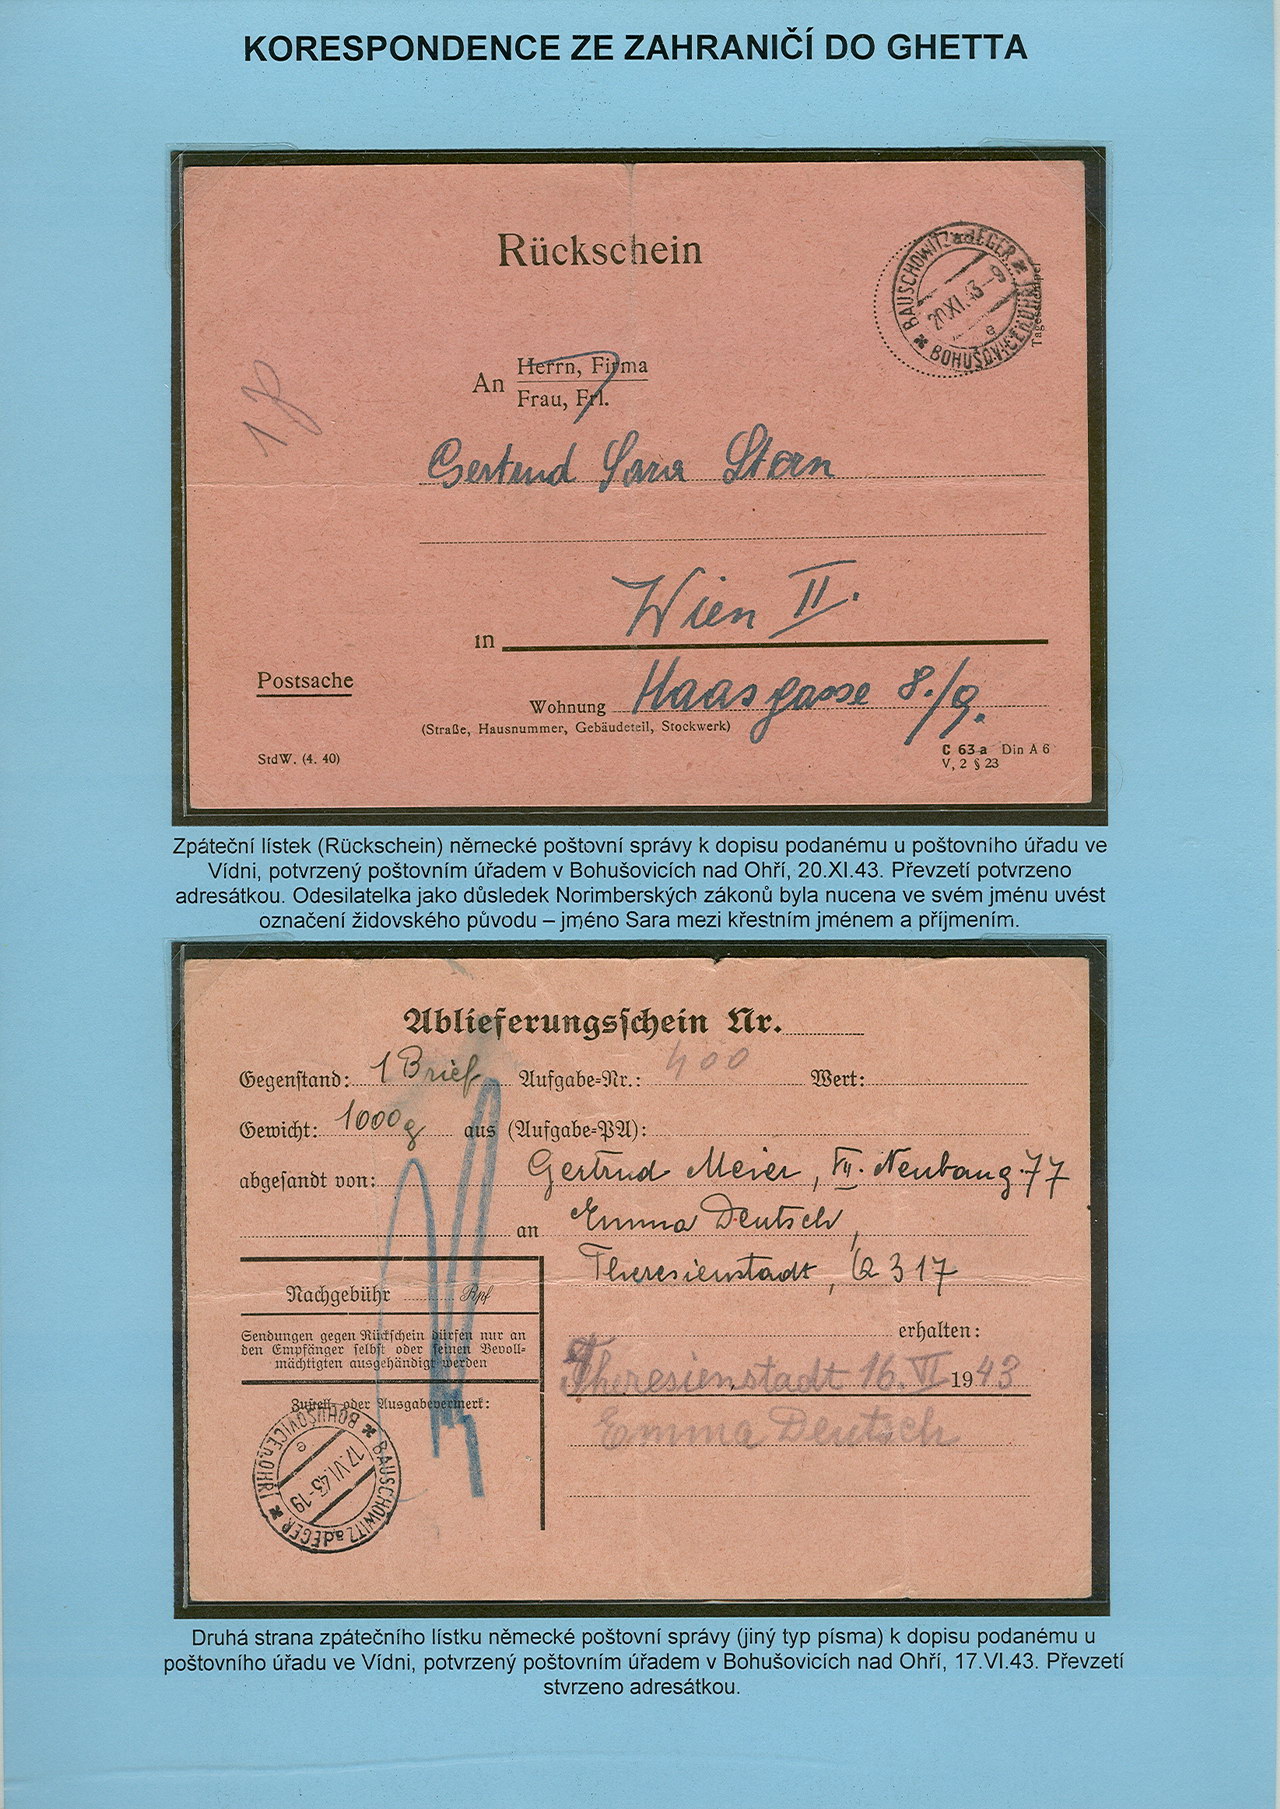 KORESPONDENCE ZE ZAHRANIČÍ DO GHETTA
Rückschein
BAUSCHOWITZ a d EGER
BOHUŠOVICE N. OHŘÍ
20.XI.43-9
e
An Herrn, Firma
Frau, Frl.
Gertrud Sara Stern
Wien II.
in
Postsache
Wohnung Haasgasse 8./9.
(Straße, Hausnummer, Gebäudeteil, Stockwerk)
StdW. (4. 40)
C 63 a Din A 6
V, 2 § 23
Zpáteční lístek (Rückschein) německé poštovní správy k dopisu podanému u poštovního úřadu ve
Vídni, potvrzený poštovním úřadem v Bohušovicích nad Ohří, 20.XI.43. Převzetí potvrzeno
adresátkou. Odesilatelka jako důsledek Norimberských zákonů byla nucena ve svém jménu uvést
označení židovského původu – jméno Sara mezi křestním jménem a příjmením.
Ablieferungsschein Nr.
Gegenstand: 1 Brief Aufgabe-Nr.: 400 Wert:
Gewicht: 1000 g aus (Aufgabe-PA):
abgesandt von: Gertrud Meier, VII. Neubaug. 77
an Emma Deutsch,
Theresienstadt, Q 317
Nachgebühr Rpf
Sendungen gegen Rückschein dürfen nur an
den Empfänger selbst oder seinen Bevoll-
mächtigten ausgehändigt werden
erhalten:
Theresienstadt 16. VI 1943
Zustell- oder Ausgabevermerk:
Emma Deutsch
BOHUŠOVICE N. OHŘÍ
BAUSCHOWITZ a d EGER
17.VI.43-19
e
Druhá strana zpátečního lístku německé poštovní správy (jiný typ písma) k dopisu podanému u
poštovního úřadu ve Vídni, potvrzený poštovním úřadem v Bohušovicích nad Ohří, 17.VI.43. Převzetí
stvrzeno adresátkou.